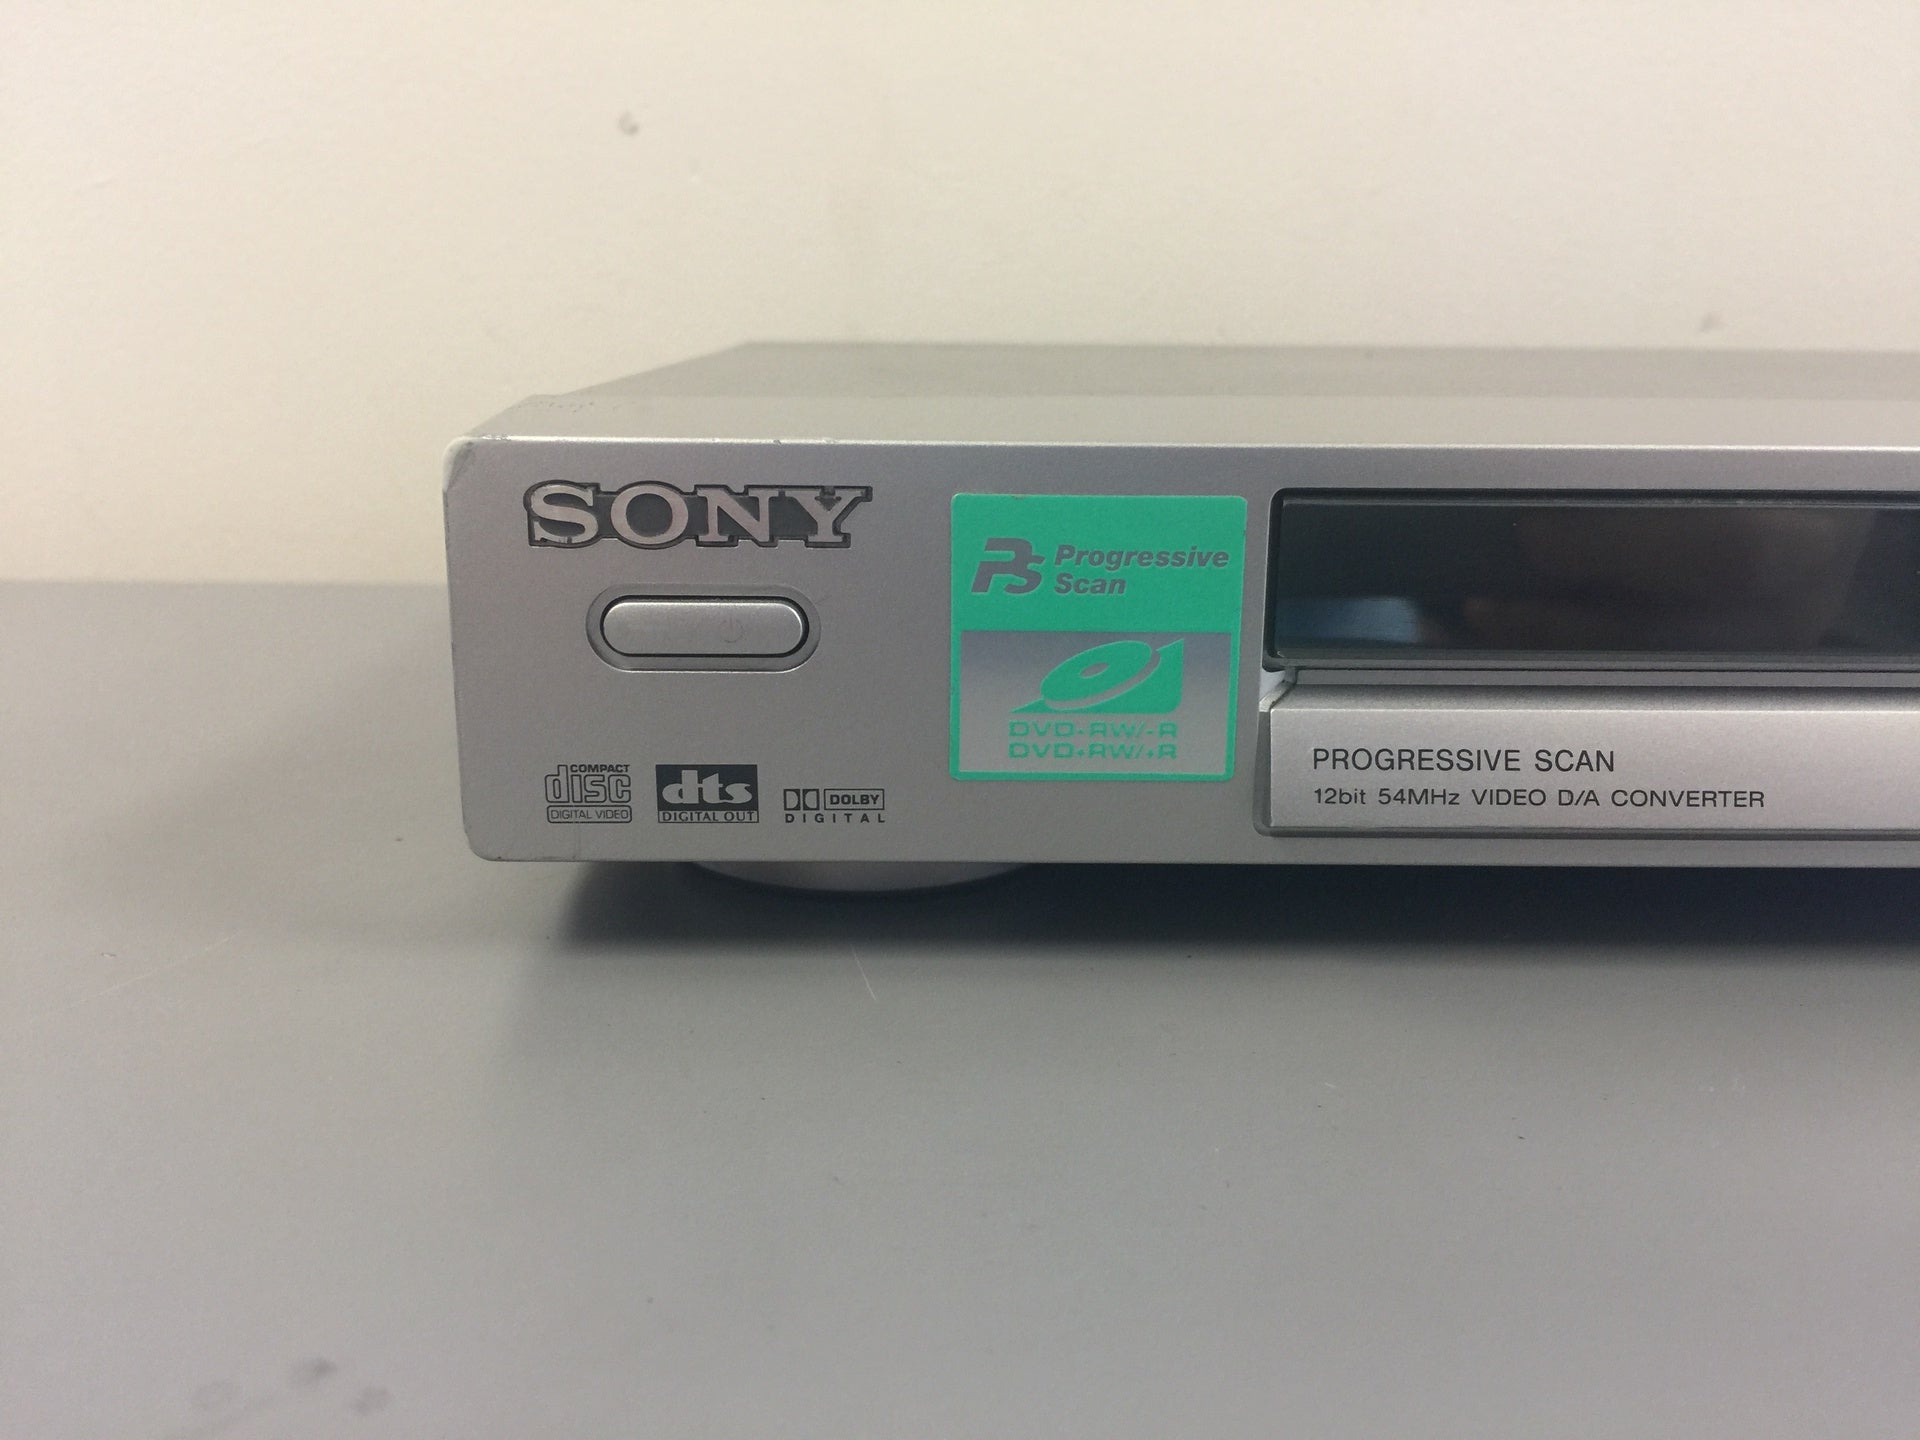 SONY
Ps Progressive
Scan
DVD-RW/-R
DVD+RW/+R
COMPACT
disc
DIGITAL VIDEO
dts
DIGITAL OUT
DOLBY
DIGITAL
PROGRESSIVE SCAN
12bit 54MHz VIDEO D/A CONVERTER